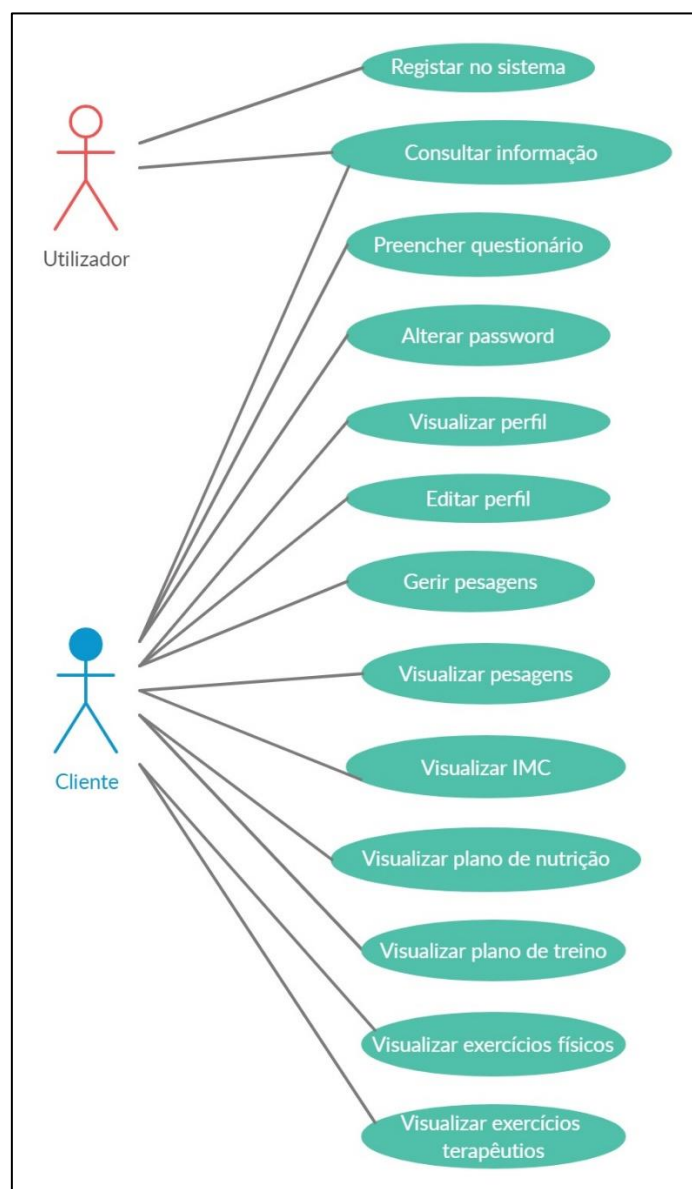 Registar no sistema
Consultar informação
Utilizador
Preencher questionário
Alterar password
Visualizar perfil
Editar perfil
Gerir pesagens
Visualizar pesagens
Cliente
Visualizar IMC
Visualizar plano de nutrição
Visualizar plano de treino
Visualizar exercícios físicos
Visualizar exercícios
terapêutios